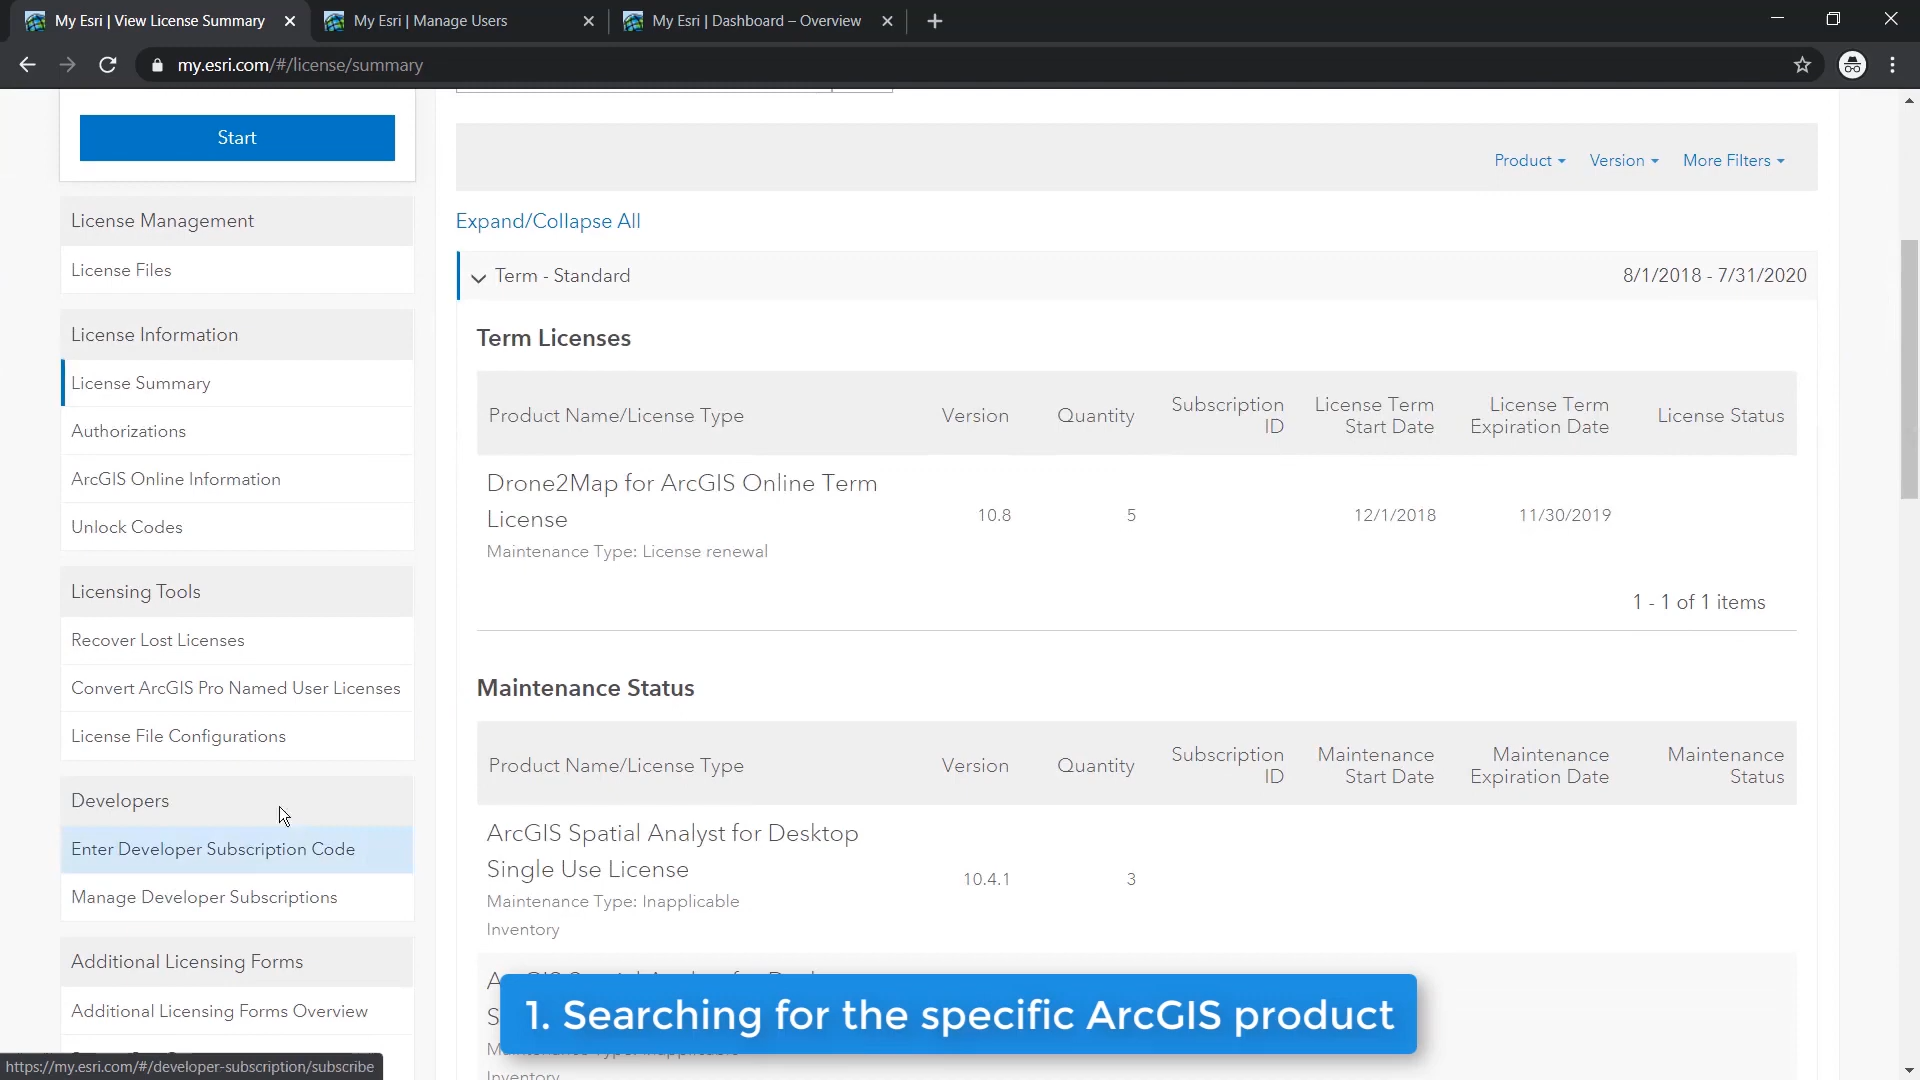 My Esri | View License Summary
My Esri | Manage Users
My Esri | Dashboard – Overview
my.esri.com/#/license/summary
Start
License Management
License Files
License Information
License Summary
Authorizations
ArcGIS Online Information
Unlock Codes
Licensing Tools
Recover Lost Licenses
Convert ArcGIS Pro Named User Licenses
License File Configurations
Developers
Enter Developer Subscription Code
Manage Developer Subscriptions
Additional Licensing Forms
Additional Licensing Forms Overview
https://my.esri.com/#/developer-subscription/subscribe
Product Version More Filters
Expand/Collapse All
Term - Standard 8/1/2018 - 7/31/2020
Term Licenses
Product Name/License Type Version Quantity Subscription ID License Term Start Date License Term Expiration Date License Status
Drone2Map for ArcGIS Online Term
License 10.8 5 12/1/2018 11/30/2019
Maintenance Type: License renewal
1 - 1 of 1 items
Maintenance Status
Product Name/License Type Version Quantity Subscription ID Maintenance Start Date Maintenance Expiration Date Maintenance Status
ArcGIS Spatial Analyst for Desktop
Single Use License 10.4.1 3
Maintenance Type: Inapplicable
Inventory
1. Searching for the specific ArcGIS product
Inventory